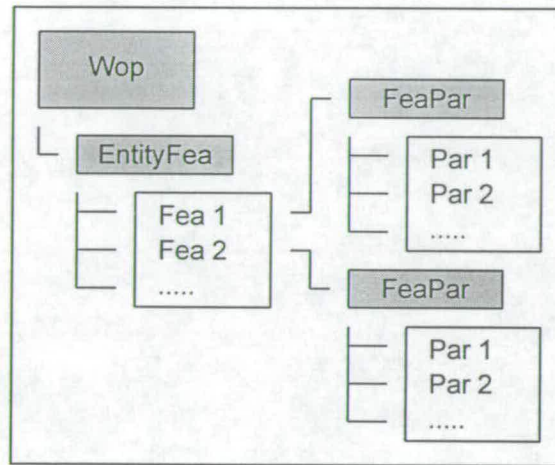 Wop
EntityFea
Fea 1
Fea 2
.....
FeaPar
Par 1
Par 2
.....
FeaPar
Par 1
Par 2
.....